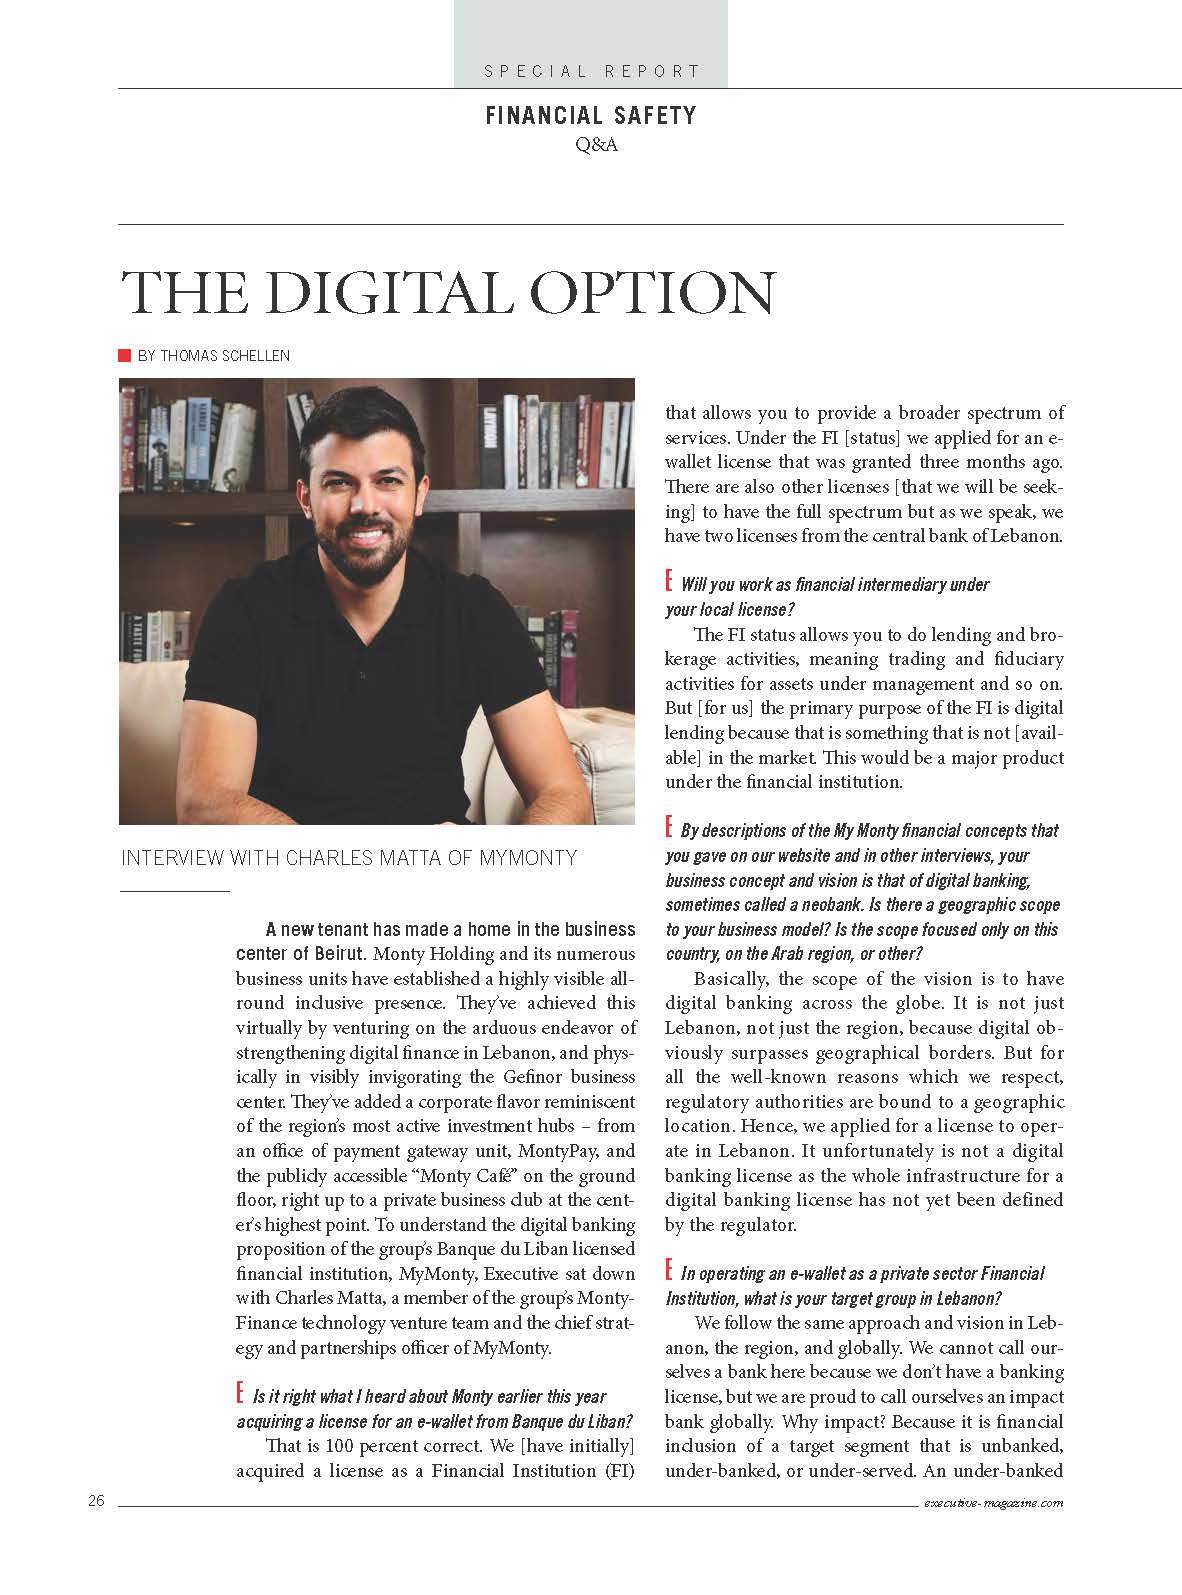 SPECIAL REPORT
FINANCIAL SAFETY
Q&A
THE DIGITAL OPTION
BY THOMAS SCHELLEN
INTERVIEW WITH CHARLES MATTA OF MYMONTY
A new tenant has made a home in the business
center of Beirut. Monty Holding and its numerous
business units have established a highly visible all-
round inclusive presence. They've achieved this
virtually by venturing on the arduous endeavor of
strengthening digital finance in Lebanon, and phys-
ically in visibly invigorating the Gefinor business
center. They've added a corporate flavor reminiscent
of the region's most active investment hubs – from
an office of payment gateway unit, MontyPay, and
the publicly accessible “Monty Café” on the ground
floor, right up to a private business club at the cent-
er's highest point. To understand the digital banking
proposition of the group's Banque du Liban licensed
financial institution, MyMonty, Executive sat down
with Charles Matta, a member of the group's Monty-
Finance technology venture team and the chief strat-
egy and partnerships officer of MyMonty.
E Is it right what I heard about Monty earlier this year
acquiring a license for an e-wallet from Banque du Liban?
That is 100 percent correct. We [have initially]
acquired a license as a Financial Institution (FI)
that allows you to provide a broader spectrum of
services. Under the FI [status] we applied for an e-
wallet license that was granted three months ago.
There are also other licenses [that we will be seek-
ing] to have the full spectrum but as we speak, we
have two licenses from the central bank of Lebanon.
E Will you work as financial intermediary under
your local license?
The FI status allows you to do lending and bro-
kerage activities, meaning trading and fiduciary
activities for assets under management and so on.
But [for us] the primary purpose of the FI is digital
lending because that is something that is not [avail-
able] in the market. This would be a major product
under the financial institution.
E By descriptions of the My Monty financial concepts that
you gave on our website and in other interviews, your
business concept and vision is that of digital banking,
sometimes called a neobank. Is there a geographic scope
to your business model? Is the scope focused only on this
country, on the Arab region, or other?
Basically, the scope of the vision is to have
digital banking across the globe. It is not just
Lebanon, not just the region, because digital ob-
viously surpasses geographical borders. But for
all the well-known reasons which we respect,
regulatory authorities are bound to a geographic
location. Hence, we applied for a license to oper-
ate in Lebanon. It unfortunately is not a digital
banking license as the whole infrastructure for a
digital banking license has not yet been defined
by the regulator.
E In operating an e-wallet as a private sector Financial
Institution, what is your target group in Lebanon?
We follow the same approach and vision in Leb-
anon, the region, and globally. We cannot call our-
selves a bank here because we don't have a banking
license, but we are proud to call ourselves an impact
bank globally. Why impact? Because it is financial
inclusion of a target segment that is unbanked,
under-banked, or under-served. An under-banked
26
executive-magazine.com